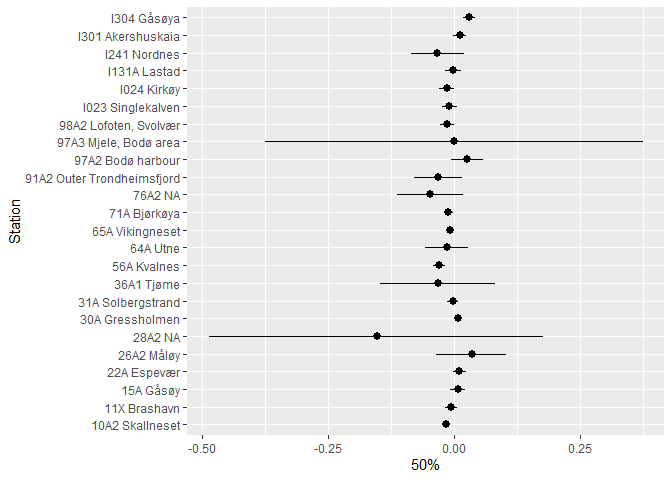 I304 Gåsøya
I301 Akershuskaia
I241 Nordnes
I131A Lastad
I024 Kirkøy
I023 Singlekalven
98A2 Lofoten, Svolvær
97A3 Mjele, Bodø area
97A2 Bodø harbour
91A2 Outer Trondheimsfjord
76A2 NA
71A Bjørkøya
65A Vikingneset
64A Utne
56A Kvalnes
36A1 Tjøme
31A Solbergstrand
30A Gressholmen
28A2 NA
26A2 Måløy
22A Espevær
15A Gåsøy
11X Brashavn
10A2 Skallneset
Station
-0.50 -0.25 0.00 0.25
50%